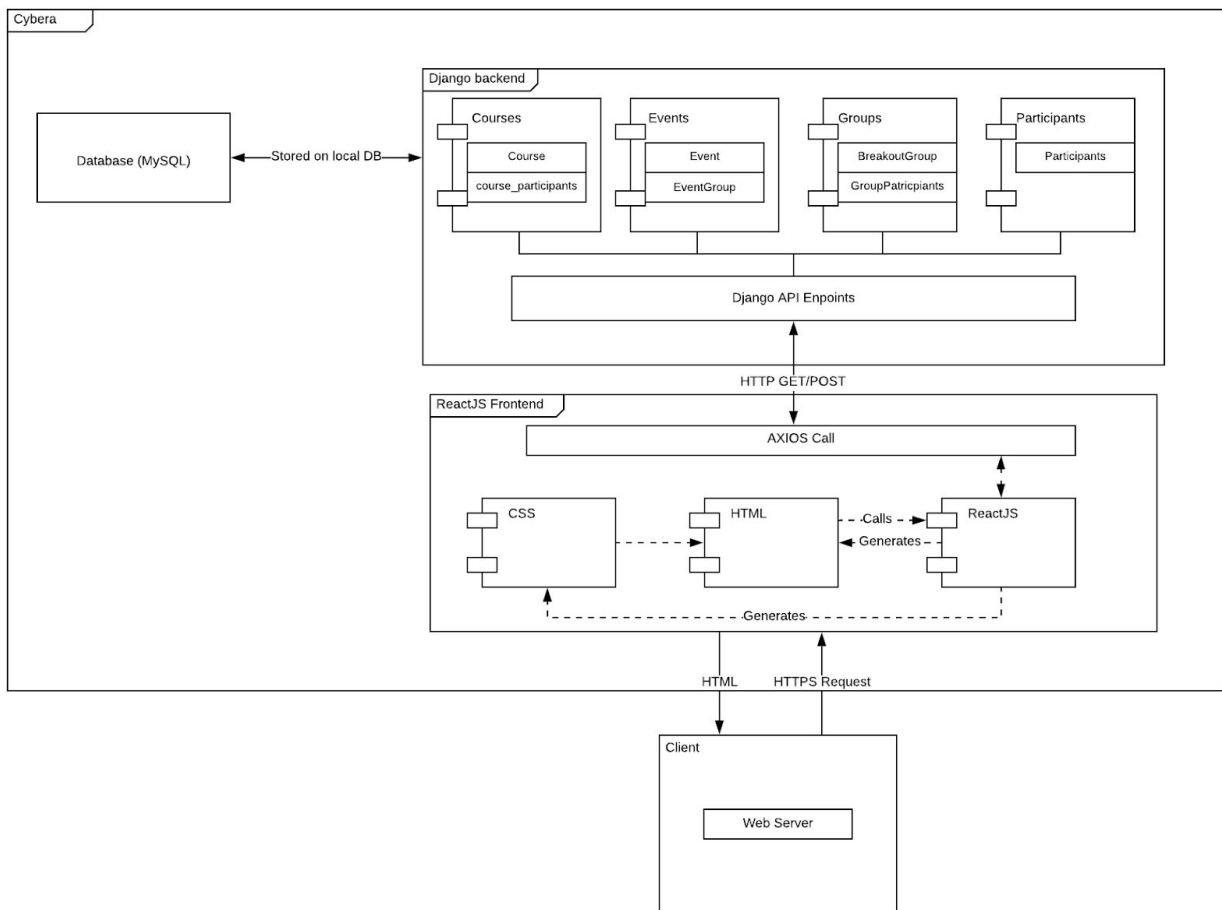 Cybera
Django backend
Courses
Events
Groups
Participants
Database (MySQL)
Stored on local DB
Course
Event
BreakoutGroup
Participants
course_participants
EventGroup
GroupPatricpiants
Django API Enpoints
HTTP GET/POST
ReactJS Frontend
AXIOS Call
CSS
HTML
Calls
ReactJS
Generates
Generates
HTML
HTTPS Request
Client
Web Server